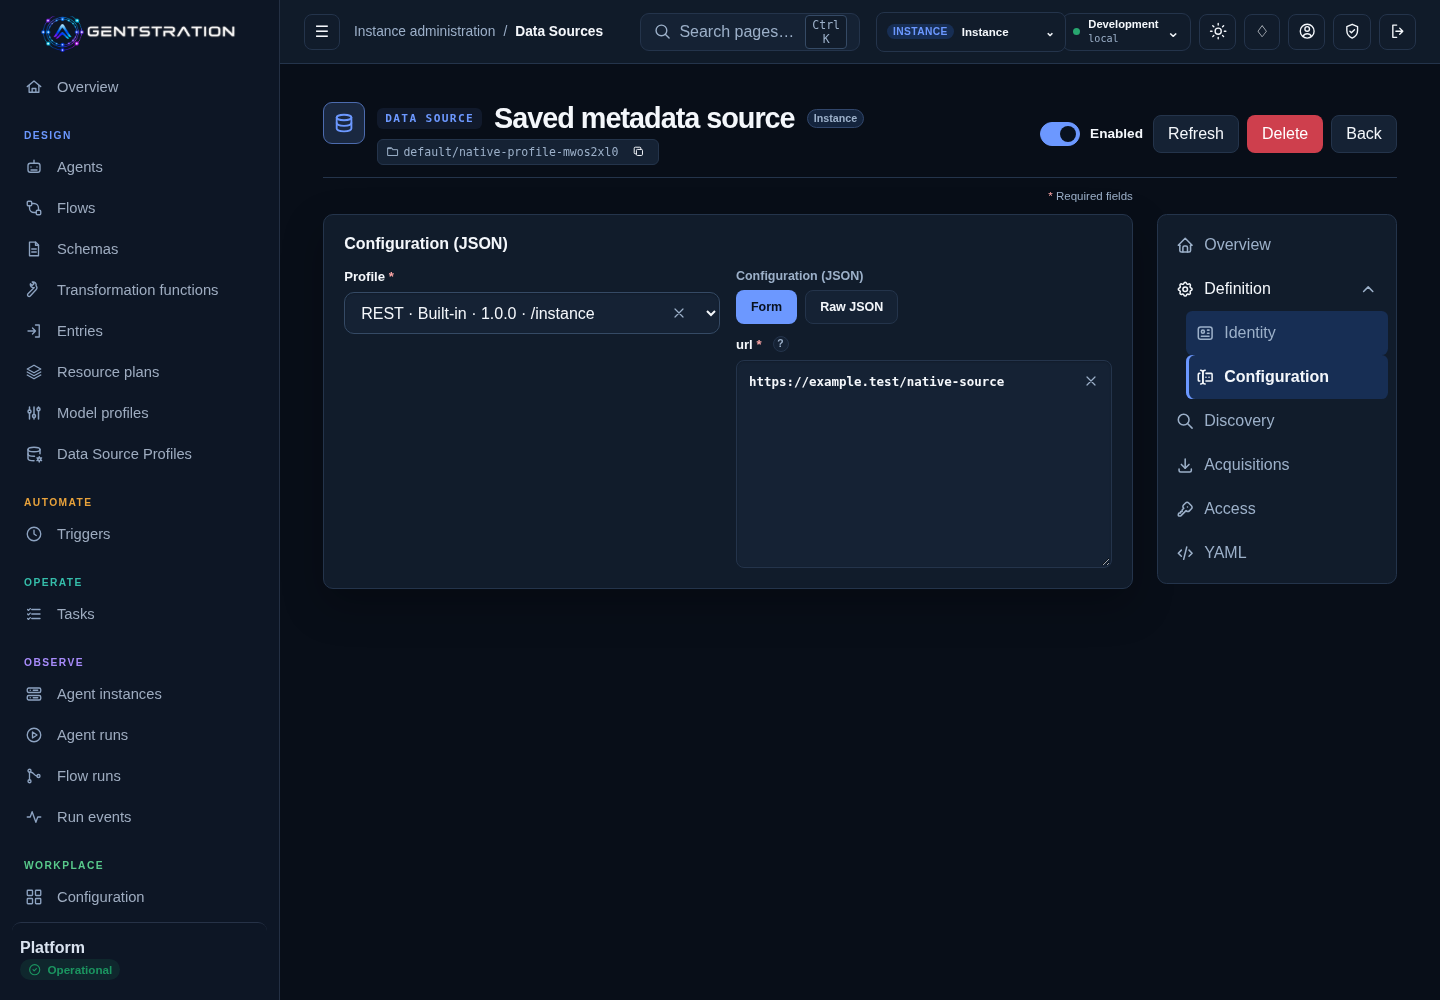 GENTSTRATION
Overview
DESIGN
Agents
Flows
Schemas
Transformation functions
Entries
Resource plans
Model profiles
Data Source Profiles
AUTOMATE
Triggers
OPERATE
Tasks
OBSERVE
Agent instances
Agent runs
Flow runs
Run events
WORKPLACE
Configuration
Platform
Operational
Instance administration / Data Sources
Search pages…
Ctrl
K
INSTANCE Instance
Development
local
DATA SOURCE Saved metadata source Instance
default/native-profile-mwos2xl0
Enabled Refresh Delete Back
* Required fields
Configuration (JSON)
Profile *
REST · Built-in · 1.0.0 · /instance
Configuration (JSON)
Form Raw JSON
url * ?
https://example.test/native-source
Overview
Definition
Identity
Configuration
Discovery
Acquisitions
Access
YAML